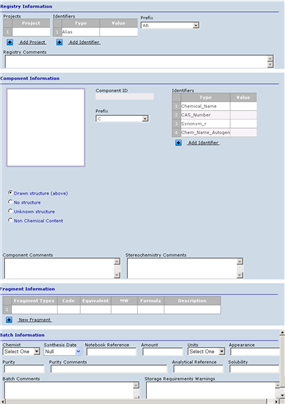 Registry Information
Projects Identifiers Prefix
Type Value AB
1 1 Alias
Add Project Add Identifier
Registry Comments
Component Information
Component ID Identifiers
Type Value
Prefix 1 Chemical_Name
C 2 CAS_Number
3 Synonym_r
4 Chem_Name_Autogen
Add Identifier
Drawn structure (above)
No structure
Unknown structure
Non Chemical Content
Component Comments Stereochemistry Comments
Fragment Information
Fragment Types Code Equivalent MW Formula Description
1
New Fragment
Batch Information
Chemist Synthesis Date Notebook Reference Amount Units Appearance
Select One Null Select One
Purity Purity Comments Analytical Reference Solubility
Batch Comments Storage Requirements Warnings